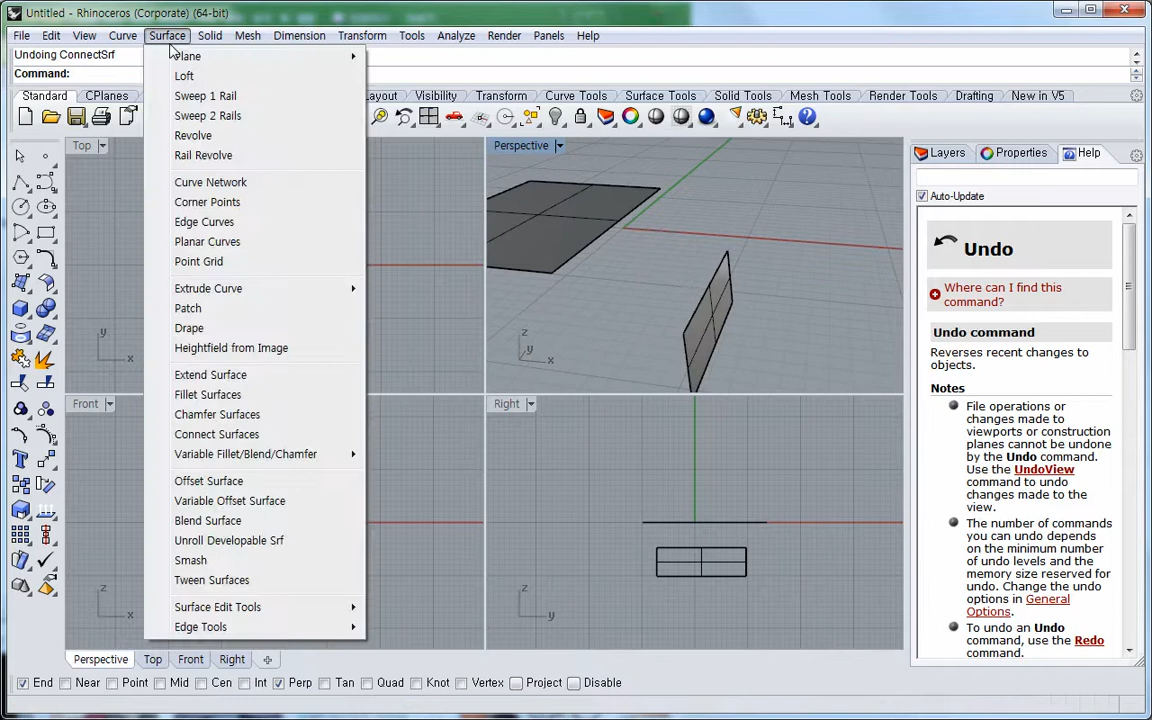 Untitled - Rhinoceros (Corporate) (64-bit)
File Edit View Curve Surface Solid Mesh Dimension Transform Tools Analyze Render Panels Help
Undoing ConnectSrf
Command:
Standard CPlanes Layout Visibility Transform Curve Tools Surface Tools Solid Tools Mesh Tools Render Tools Drafting New in V5
Plane
Loft
Sweep 1 Rail
Sweep 2 Rails
Revolve
Rail Revolve
Curve Network
Corner Points
Edge Curves
Planar Curves
Point Grid
Extrude Curve
Patch
Drape
Heightfield from Image
Extend Surface
Fillet Surfaces
Chamfer Surfaces
Connect Surfaces
Variable Fillet/Blend/Chamfer
Offset Surface
Variable Offset Surface
Blend Surface
Unroll Developable Srf
Smash
Tween Surfaces
Surface Edit Tools
Edge Tools
Top
y
x
Perspective
z
y
x
Front
z
x
Right
z
y
Layers Properties Help
Auto-Update
Undo
Where can I find this
command?
Undo command
Reverses recent changes to
objects.
Notes
File operations or
changes made to
viewports or construction
planes cannot be undone
by the Undo command.
Use the UndoView
command to undo
changes made to the
view.
The number of commands
you can undo depends
on the minimum number
of undo levels and the
memory size reserved for
undo. Change the undo
options in General
Options.
To undo an Undo
command, use the Redo
command.
Perspective Top Front Right
End Near Point Mid Cen Int Perp Tan Quad Knot Vertex Project Disable